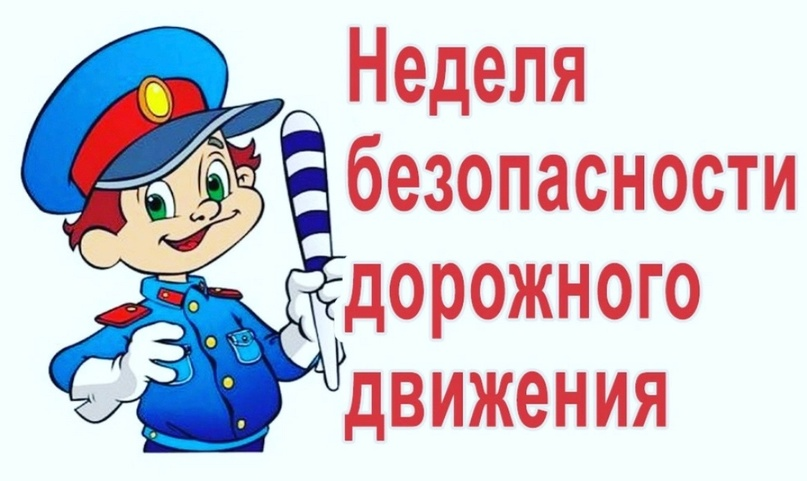 Неделя
безопасности
дорожного
движения